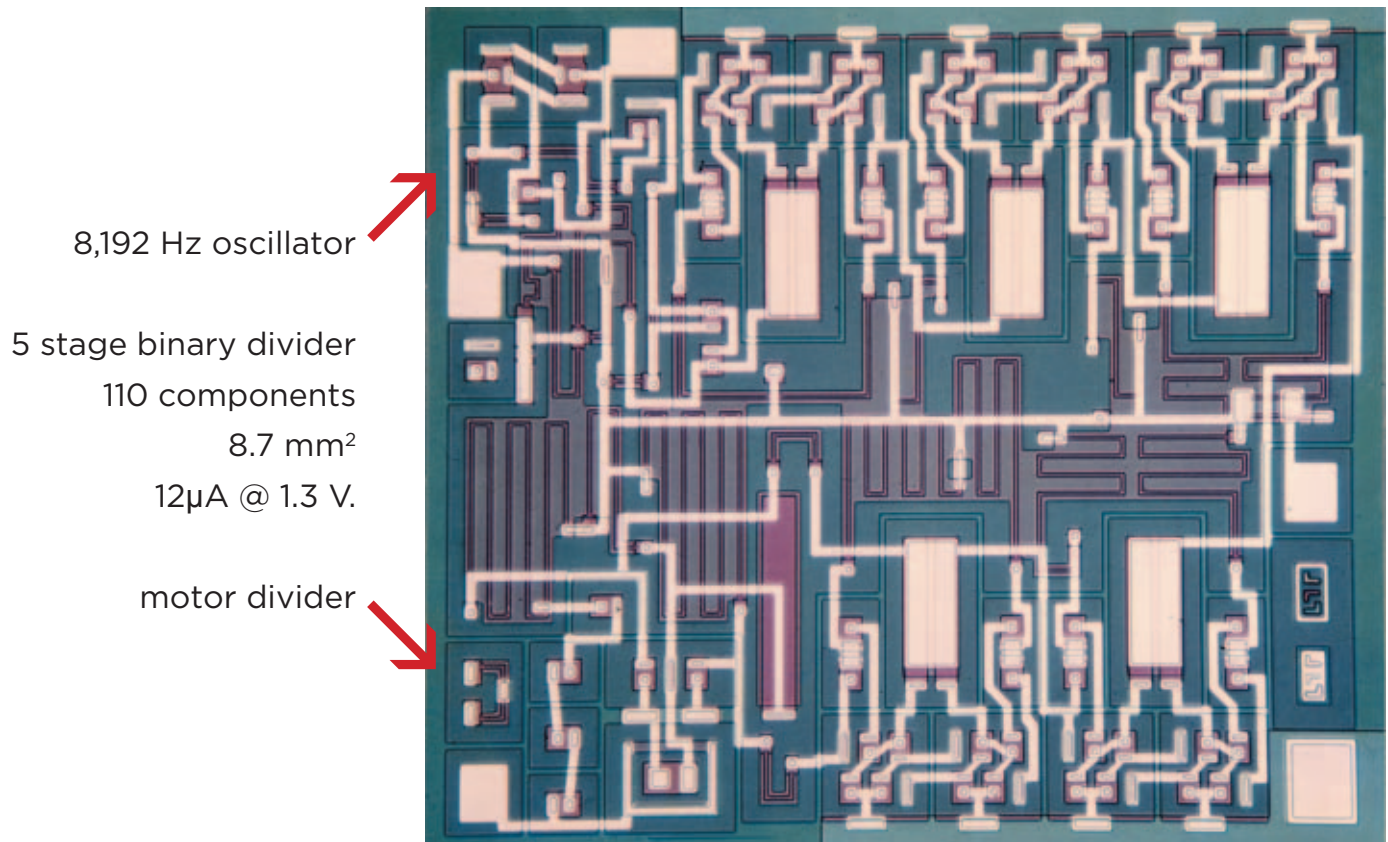 8,192 Hz oscillator
5 stage binary divider
110 components
8.7 mm²
12µA @ 1.3 V.
motor divider